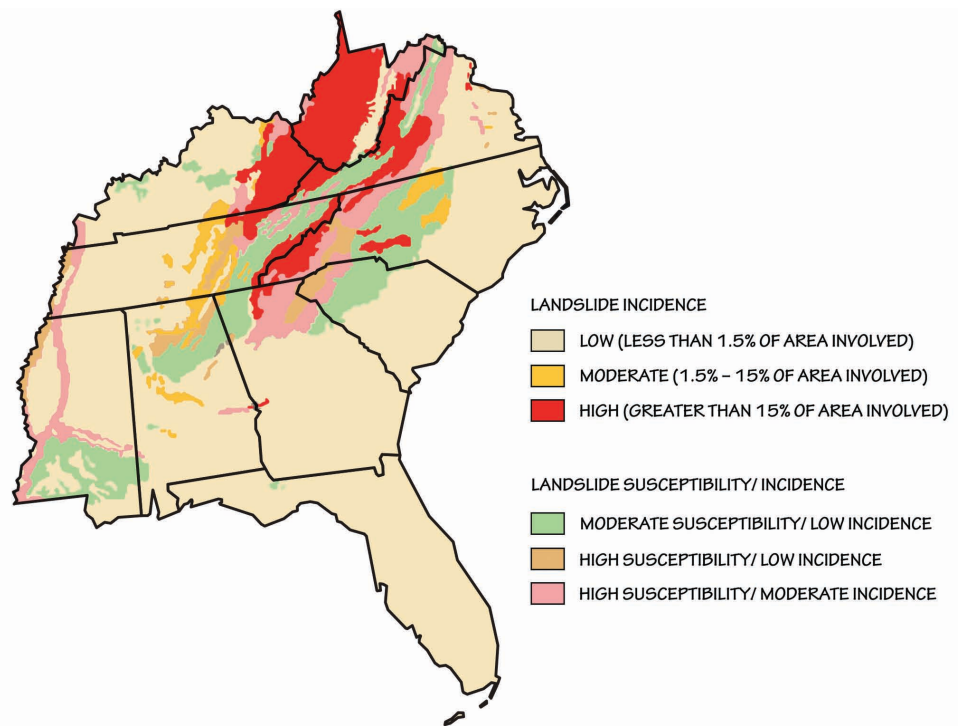 LANDSLIDE INCIDENCE
LOW (LESS THAN 1.5% OF AREA INVOLVED)
MODERATE (1.5% – 15% OF AREA INVOLVED)
HIGH (GREATER THAN 15% OF AREA INVOLVED)
LANDSLIDE SUSCEPTIBILITY/ INCIDENCE
MODERATE SUSCEPTIBILITY/ LOW INCIDENCE
HIGH SUSCEPTIBILITY/ LOW INCIDENCE
HIGH SUSCEPTIBILITY/ MODERATE INCIDENCE